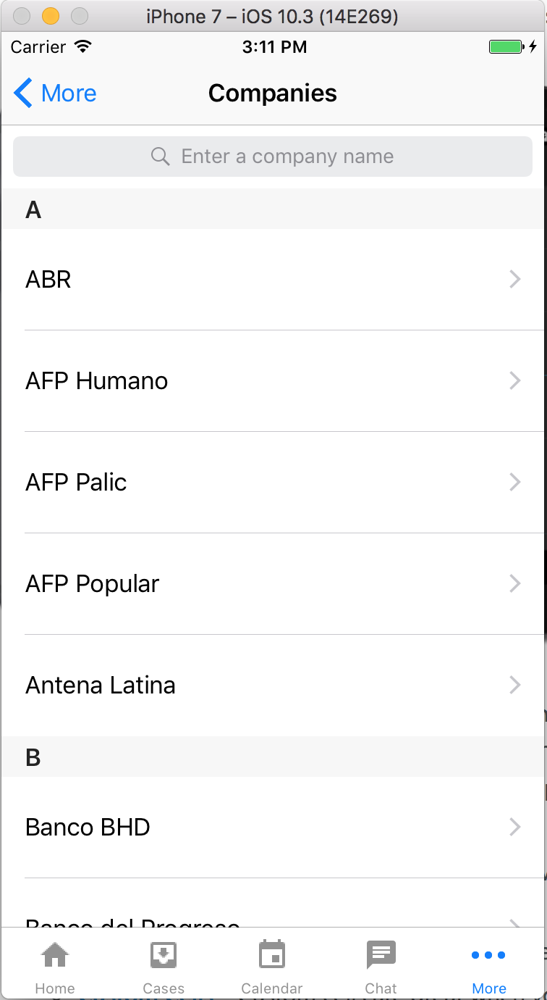 iPhone 7 – iOS 10.3 (14E269)
Carrier 3:11 PM
More Companies
Enter a company name
A
ABR
AFP Humano
AFP Palic
AFP Popular
Antena Latina
B
Banco BHD
Banco del Progreso
Home Cases Calendar Chat More